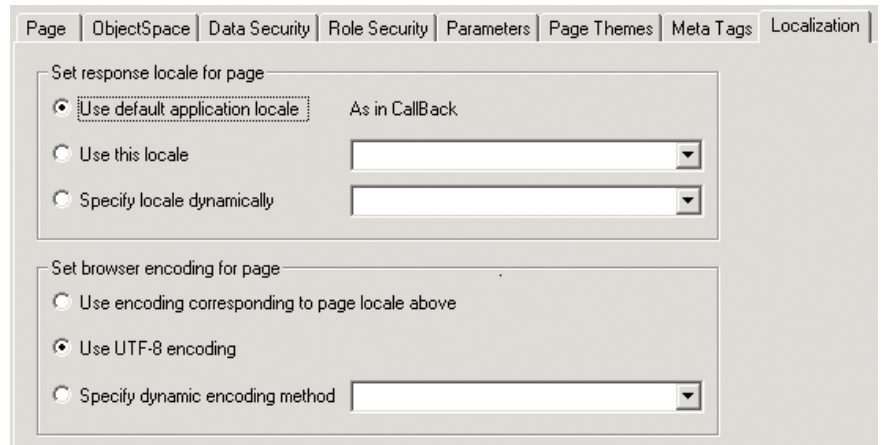 Page ObjectSpace Data Security Role Security Parameters Page Themes Meta Tags Localization
Set response locale for page
Use default application locale As in CallBack
Use this locale
Specify locale dynamically
Set browser encoding for page
Use encoding corresponding to page locale above
Use UTF-8 encoding
Specify dynamic encoding method